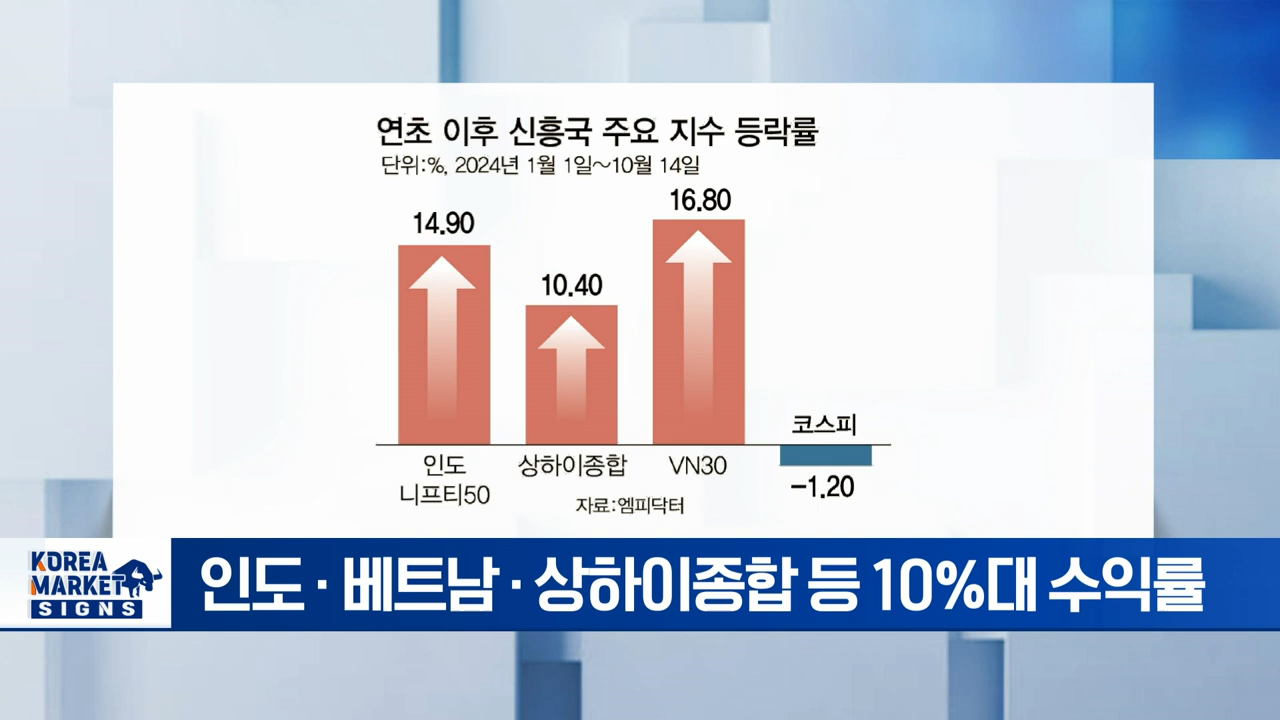 연초 이후 신흥국 주요 지수 등락률
단위:%, 2024년 1월 1일~10월 14일
14.90
10.40
16.80
코스피
-1.20
인도
니프티50
상하이종합
VN30
자료:엠피닥터
KOREA
MARKET
SIGNS
인도·베트남·상하이종합 등 10%대 수익률